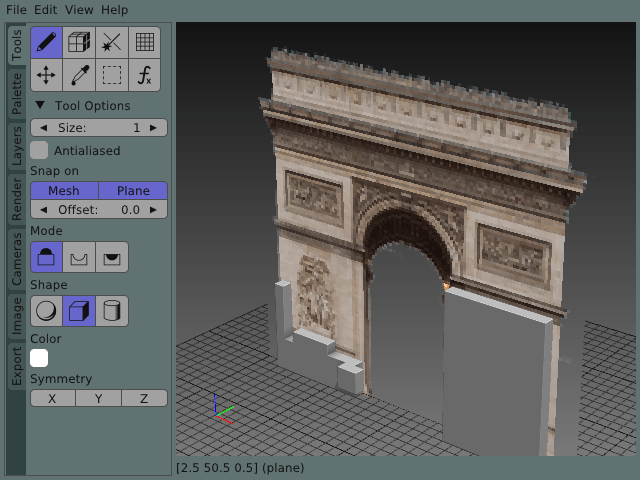 File Edit View Help
Tools
Palette
Layers
Render
Cameras
Image
Export
Tool Options
Size: 1
Antialiased
Snap on
Mesh Plane
Offset: 0.0
Mode
Shape
Color
Symmetry
X Y Z
[2.5 50.5 0.5] (plane)